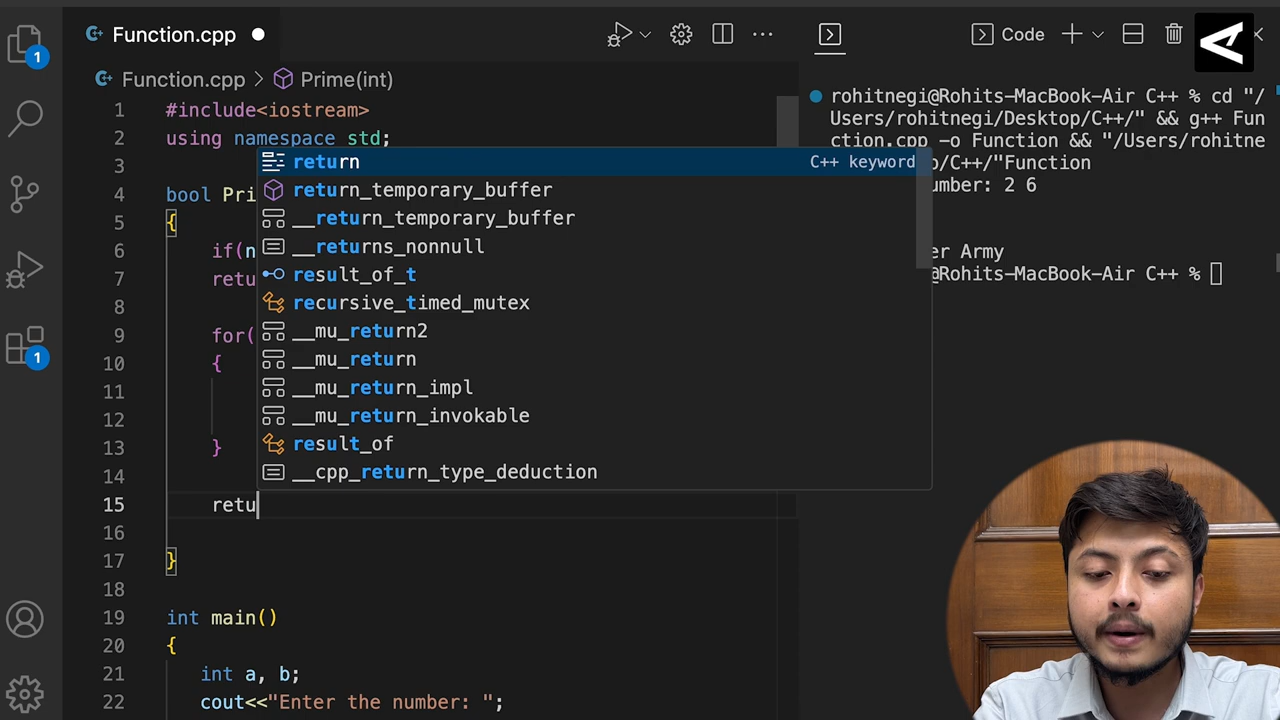 Function.cpp
Code
Function.cpp > Prime(int)
1 #include<iostream>
2 using namespace std;
3
4 bool Pri
5 {
6 if(n
7 retu
8
9 for(
10 {
11
12
13 }
14
15 retu
16
17 }
18
19 int main()
20 {
21 int a, b;
22 cout<<"Enter the number: ";
return C++ keyword
return_temporary_buffer
__return_temporary_buffer
__returns_nonnull
result_of_t
recursive_timed_mutex
__mu_return2
__mu_return
__mu_return_impl
__mu_return_invokable
result_of
__cpp_return_type_deduction
rohitnegi@Rohits-MacBook-Air C++ % cd "/
Users/rohitnegi/Desktop/C++/" && g++ Fun
ction.cpp -o Function && "/Users/rohitne
p/C++/"Function
umber: 2 6
er Army
@Rohits-MacBook-Air C++ %
1
1